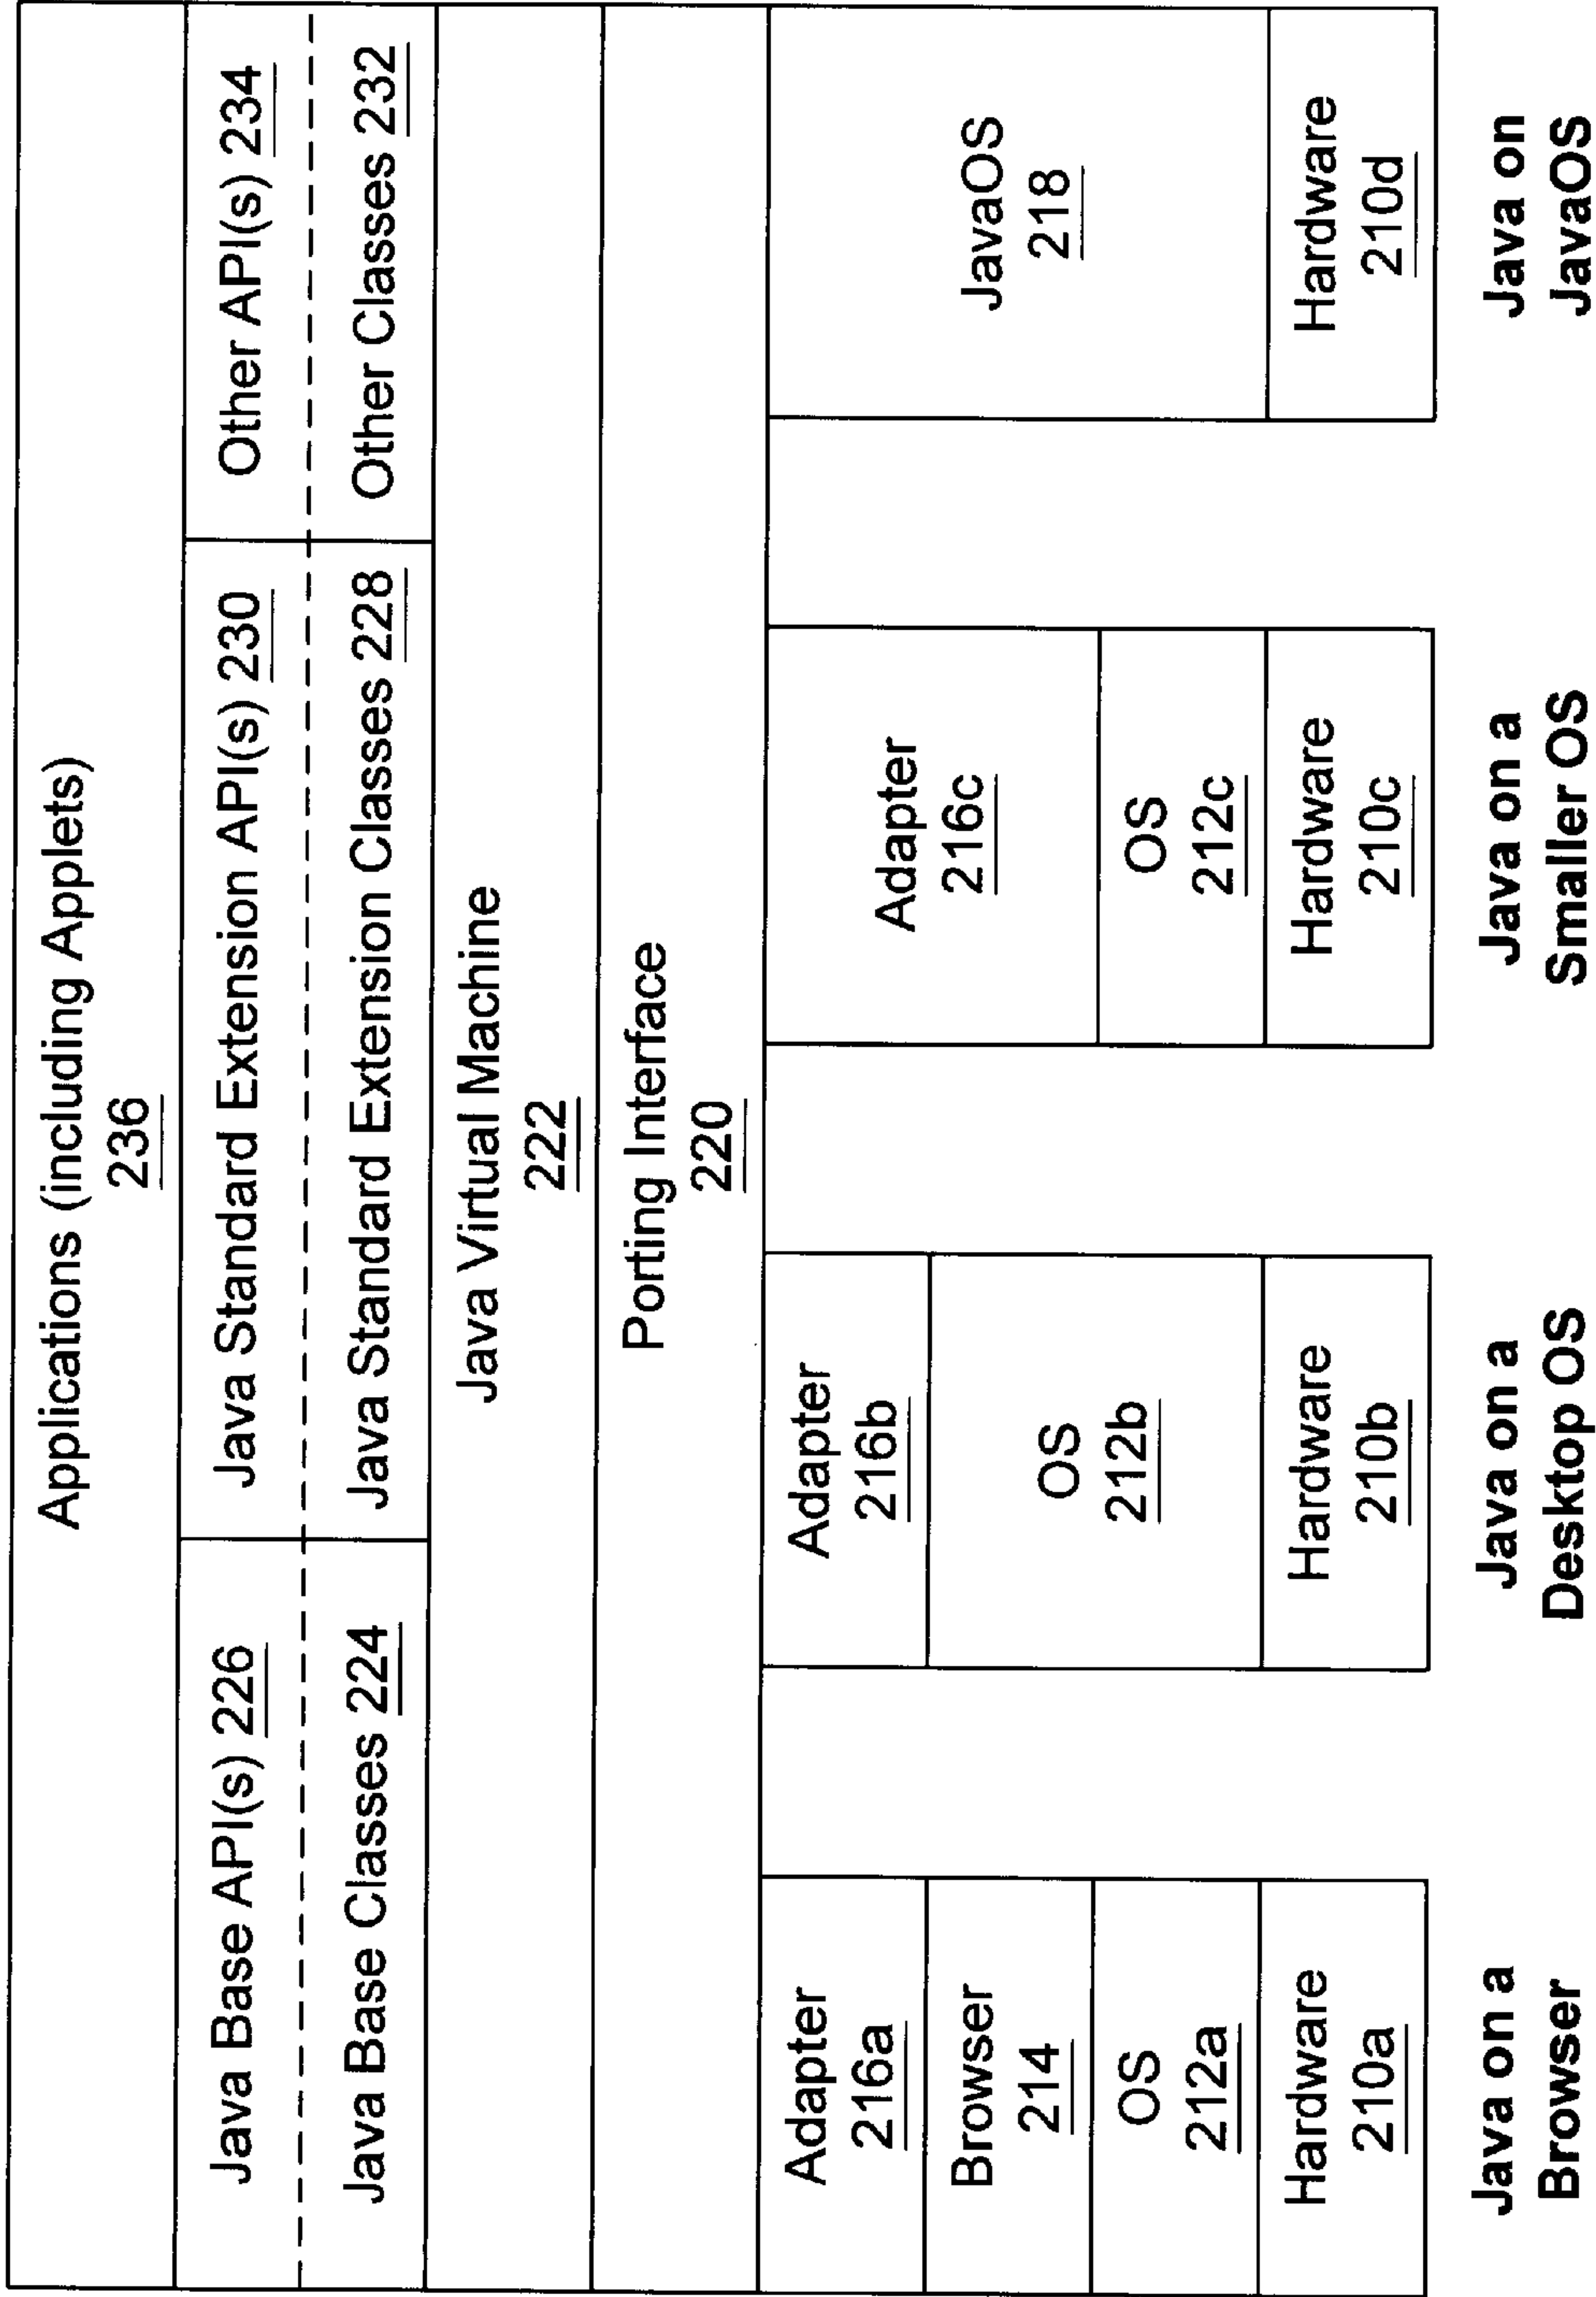 Applications (including Applets)
236
Java Base API(s) 226
Java Standard Extension API(s) 230
Other API(s) 234
Java Base Classes 224
Java Standard Extension Classes 228
Other Classes 232
Java Virtual Machine
222
Porting Interface
220
Adapter
216a
Browser
214
OS
212a
Hardware
210a
Java on a
Browser
Adapter
216b
OS
212b
Hardware
210b
Java on a
Desktop OS
Adapter
216c
OS
212c
Hardware
210c
Java on a
Smaller OS
JavaOS
218
Hardware
210d
Java on
JavaOS